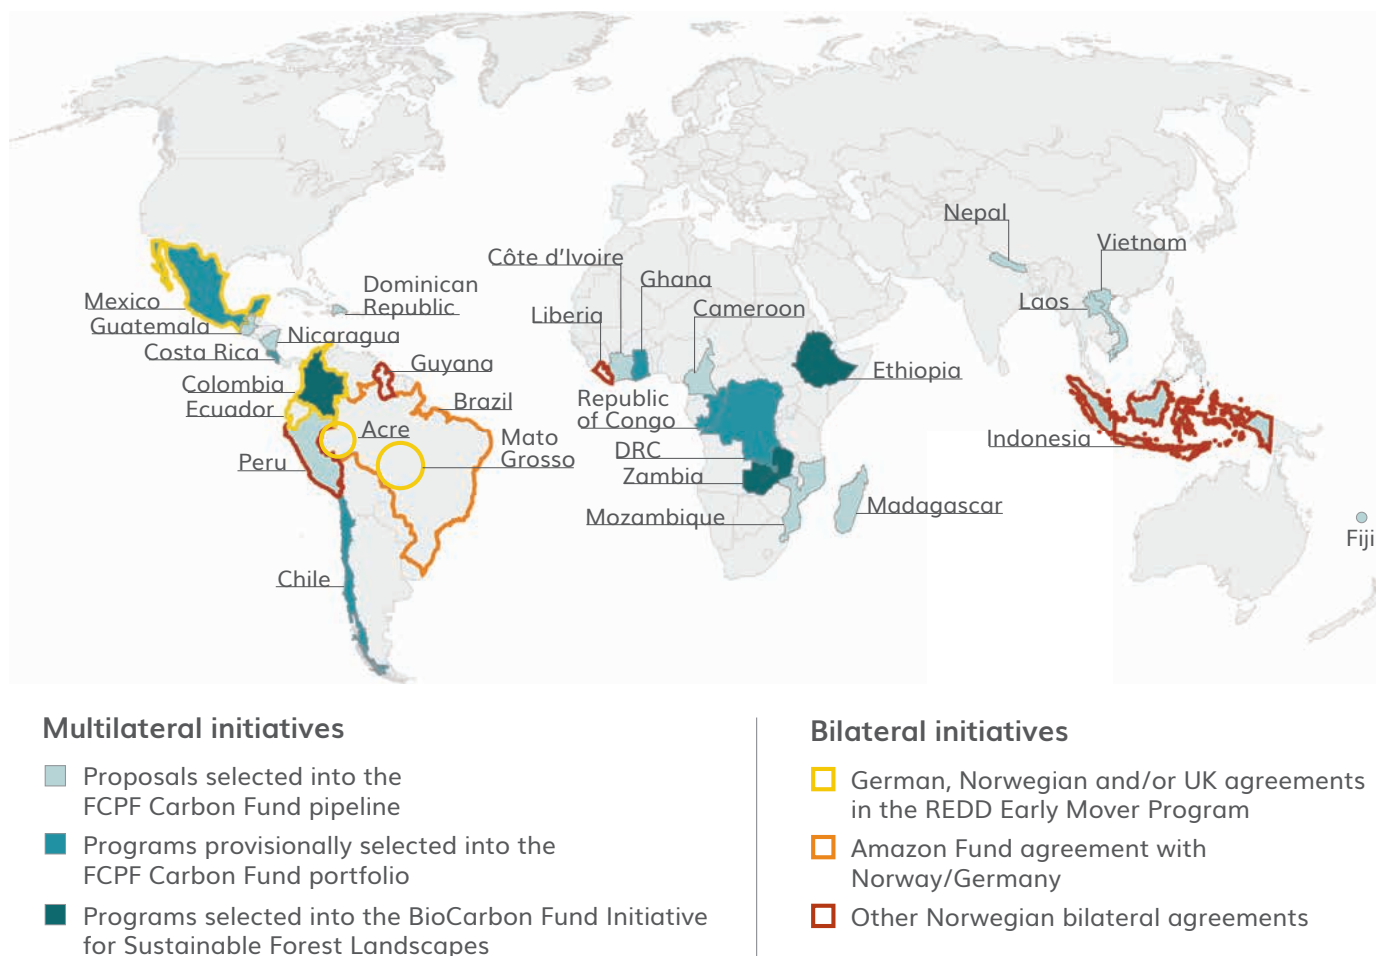 Nepal
Vietnam
Côte d’Ivoire
Ghana
Laos
Dominican
Republic
Mexico
Liberia
Cameroon
Guatemala
Nicaragua
Costa Rica
Guyana
Ethiopia
Colombia
Republic
of Congo
Ecuador
Brazil
Acre
Mato
Grosso
Indonesia
DRC
Peru
Zambia
Madagascar
Mozambique
Fiji
Chile
Multilateral initiatives
Proposals selected into the
FCPF Carbon Fund pipeline
Programs provisionally selected into the
FCPF Carbon Fund portfolio
Programs selected into the BioCarbon Fund Initiative
for Sustainable Forest Landscapes
Bilateral initiatives
German, Norwegian and/or UK agreements
in the REDD Early Mover Program
Amazon Fund agreement with
Norway/Germany
Other Norwegian bilateral agreements